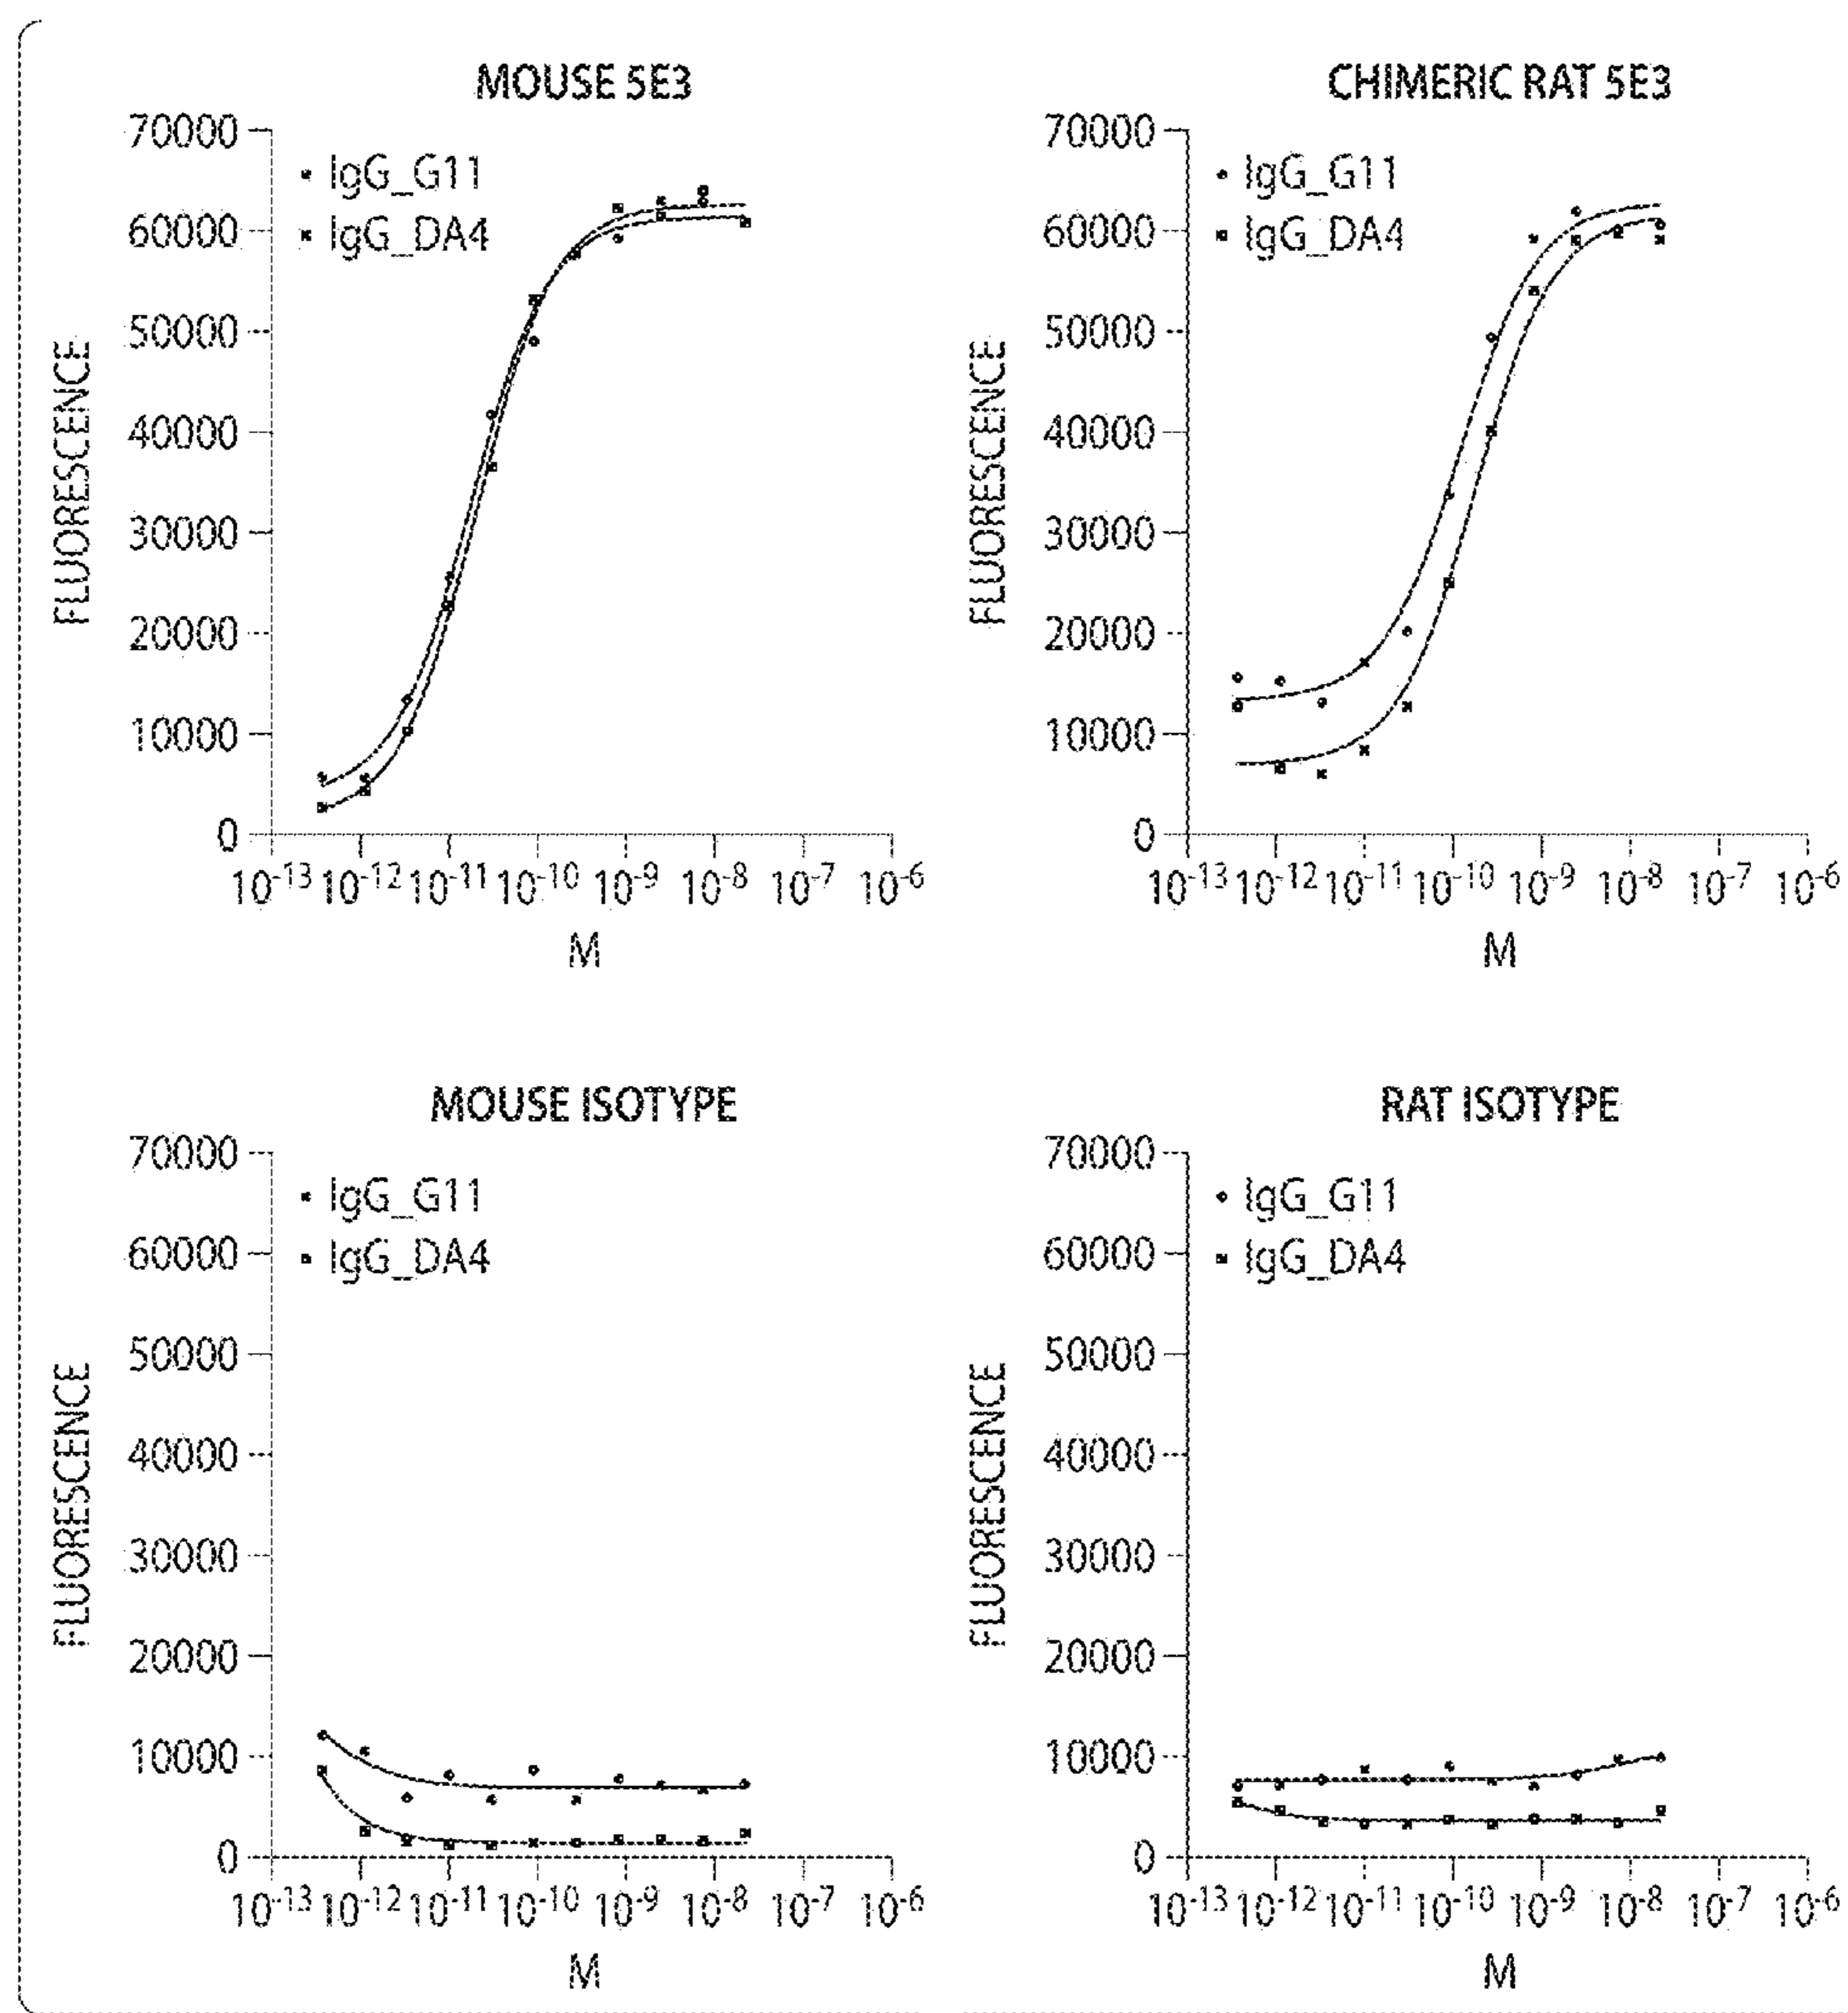 MOUSE 5E3
70000
60000
50000
40000
30000
20000
10000
0
IgG_G11
IgG_DA4
FLUORESCENCE
10-13 10-12 10-11 10-10 10-9 10-8 10-7 10-6
M
CHIMERIC RAT 5E3
70000
60000
50000
40000
30000
20000
10000
0
IgG_G11
IgG_DA4
FLUORESCENCE
10-13 10-12 10-11 10-10 10-9 10-8 10-7 10-6
M
MOUSE ISOTYPE
70000
60000
50000
40000
30000
20000
10000
0
IgG_G11
IgG_DA4
FLUORESCENCE
10-13 10-12 10-11 10-10 10-9 10-8 10-7 10-6
M
RAT ISOTYPE
70000
60000
50000
40000
30000
20000
10000
0
IgG_G11
IgG_DA4
FLUORESCENCE
10-13 10-12 10-11 10-10 10-9 10-8 10-7 10-6
M